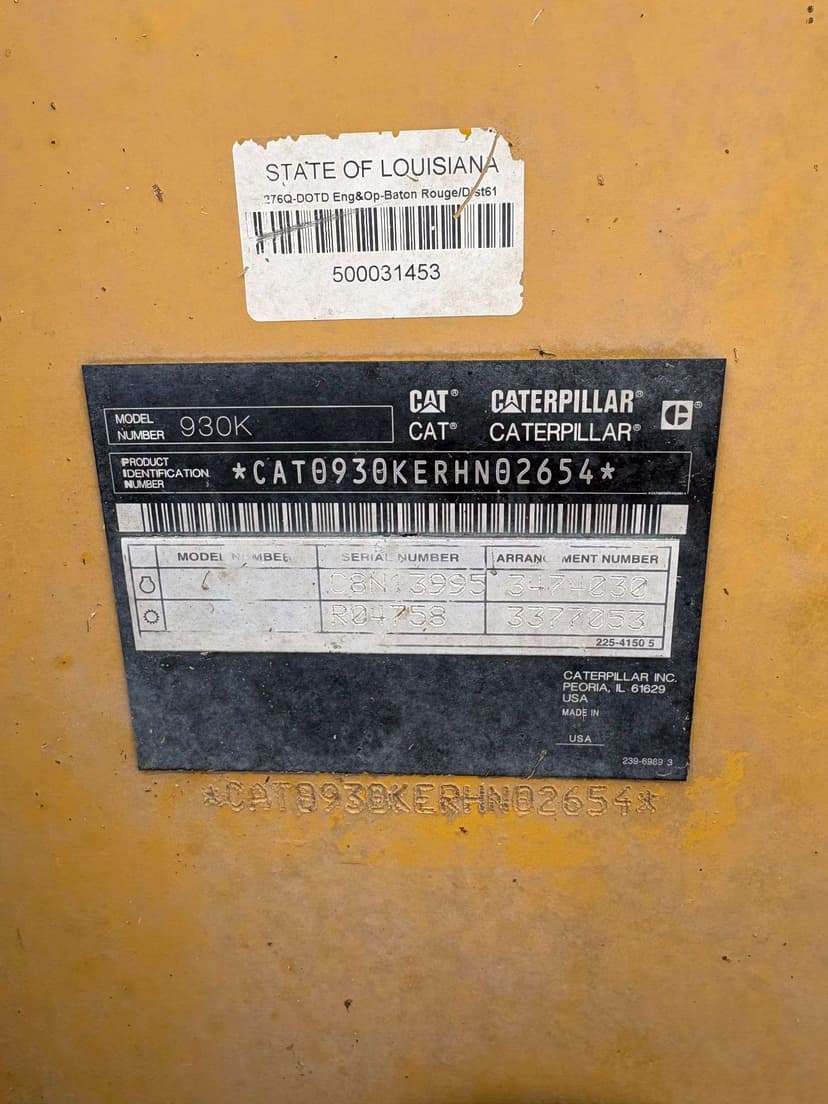 STATE OF LOUISIANA
276Q-DOTD Eng&Op-Baton Rouge/Dist61
500031453
CAT® CATERPILLAR® ®
MODEL NUMBER 930K
CAT® CATERPILLAR®
PRODUCT IDENTIFICATION NUMBER *CAT0930KERHN02654*
MODEL NUMBER SERIAL NUMBER ARRANGEMENT NUMBER
C8N13995 3474030
R04758 3377053
225-4150 5
CATERPILLAR INC.
PEORIA, IL 61629
USA
MADE IN
USA
239-6989 3
*CAT0930KERHN02654*